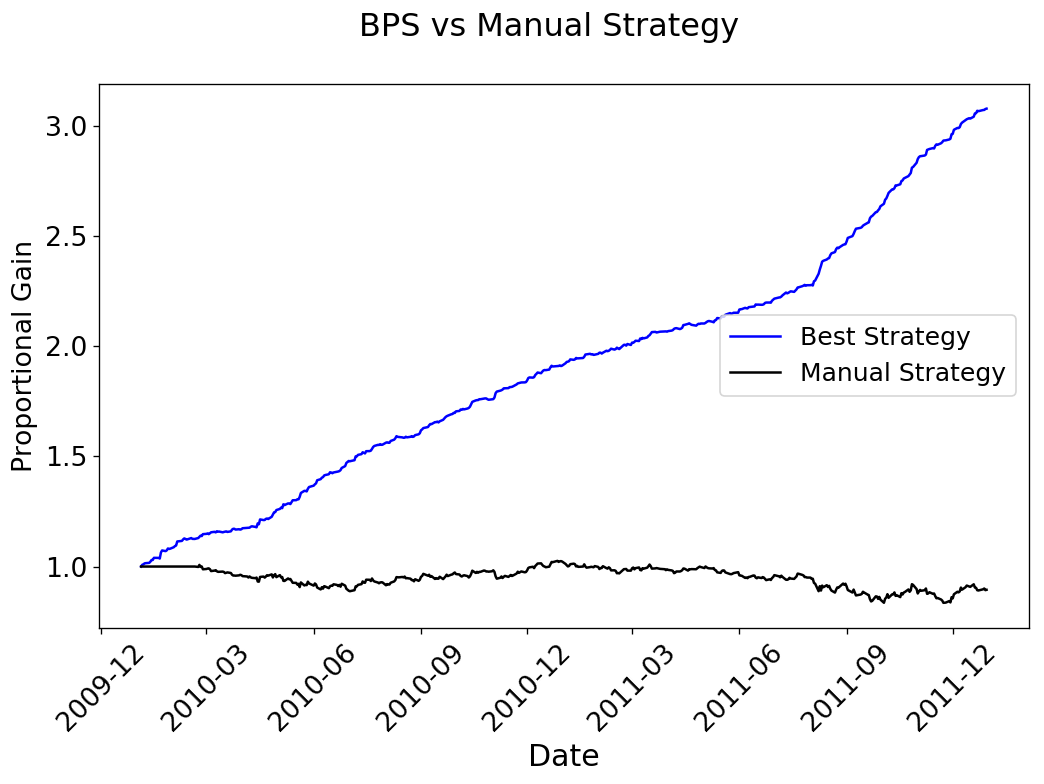 BPS vs Manual Strategy
Proportional Gain
3.0
2.5
2.0
1.5
1.0
Best Strategy
Manual Strategy
2009-12
2010-03
2010-06
2010-09
2010-12
2011-03
2011-06
2011-09
2011-12
Date